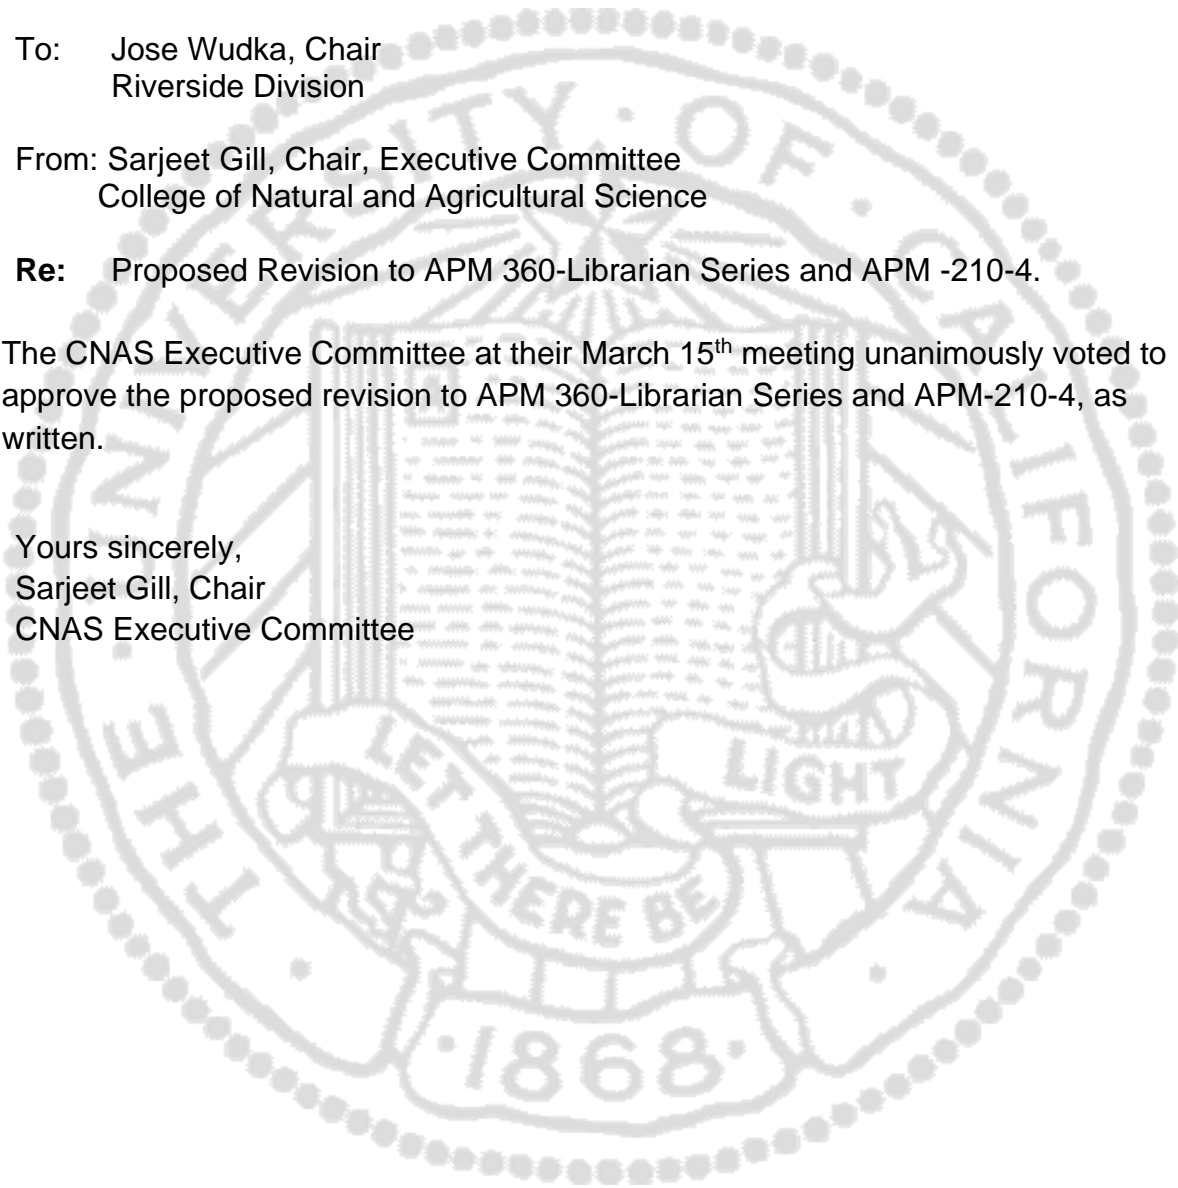 To: Jose Wudka, Chair
Riverside Division
From: Sarjeet Gill, Chair, Executive Committee
College of Natural and Agricultural Science
Re: Proposed Revision to APM 360-Librarian Series and APM -210-4.
The CNAS Executive Committee at their March 15th meeting unanimously voted to
approve the proposed revision to APM 360-Librarian Series and APM-210-4, as
written.
Yours sincerely,
Sarjeet Gill, Chair
CNAS Executive Committee
THE · UNIVERSITY · OF · CALIFORNIA
LET THERE BE LIGHT
·1868·